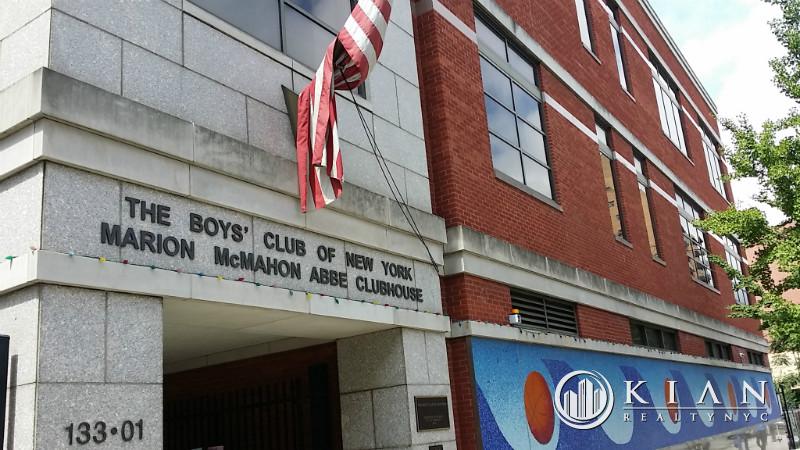 THE BOYS' CLUB OF NEW YORK
MARION McMAHON ABBE CLUBHOUSE
133·01
KIAN
REALTYNYC